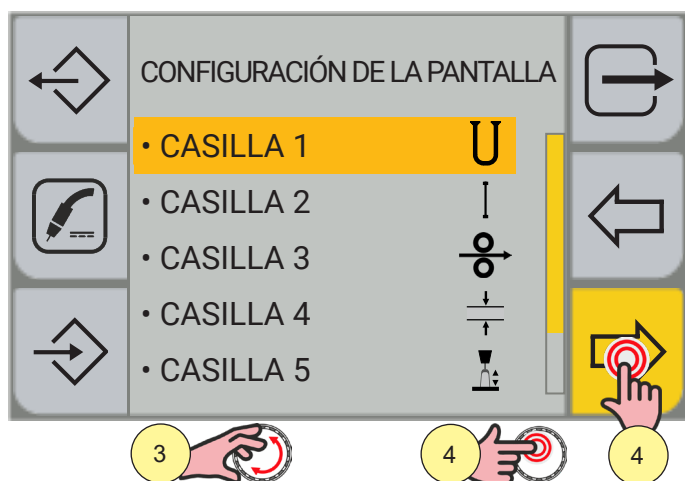 CONFIGURACIÓN DE LA PANTALLA
• CASILLA 1
• CASILLA 2
• CASILLA 3
• CASILLA 4
• CASILLA 5
3
4
4